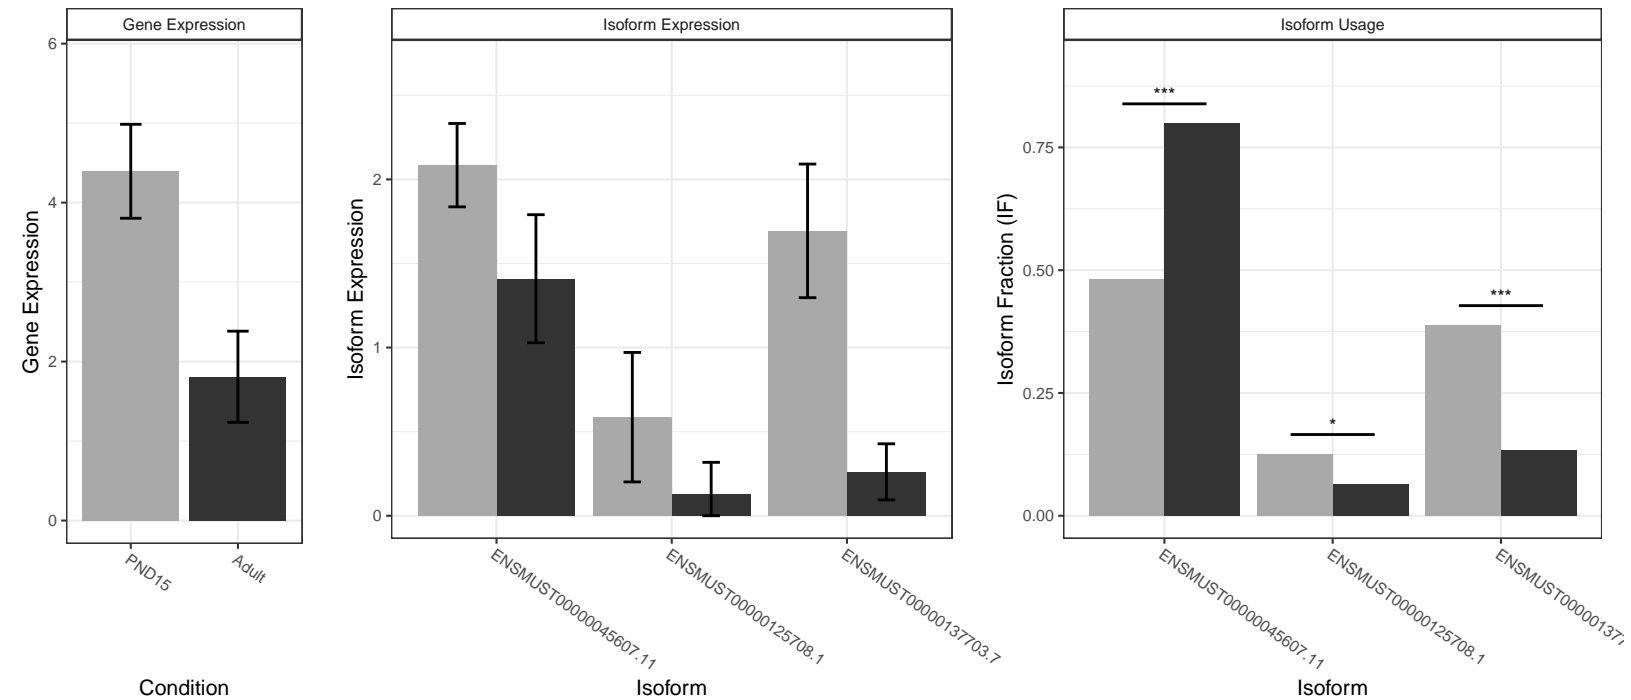 Gene Expression
Isoform Expression
Isoform Usage
Gene Expression
6
4
2
0
PND15
Adult
Condition
Isoform Expression
2
1
0
ENSMUST00000045607.11
ENSMUST00000125708.1
ENSMUST00000137703.7
Isoform
Isoform Fraction (IF)
0.75
0.50
0.25
0.00
***
*
***
ENSMUST00000045607.11
ENSMUST00000125708.1
ENSMUST00000137
Isoform